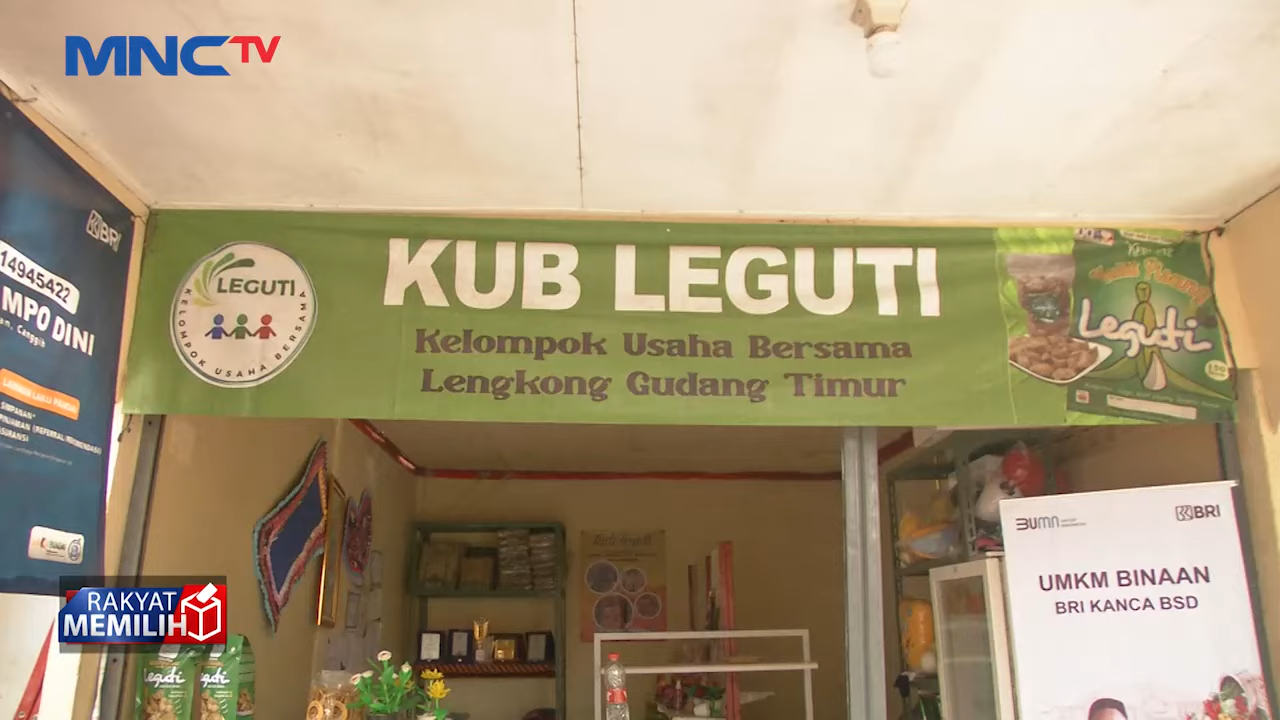 MNCTV
BRI
14945422
MPO DINI
KUB LEGUTI
Kelompok Usaha Bersama
Lengkong Gudang Timur
LEGUTI
KELOMPOK USAHA BERSAMA
Leguti
SIMPANAN
BUMN
BRI
UMKM BINAAN
BRI KANCA BSD
RAKYAT
MEMILIH
Leguti
Leguti